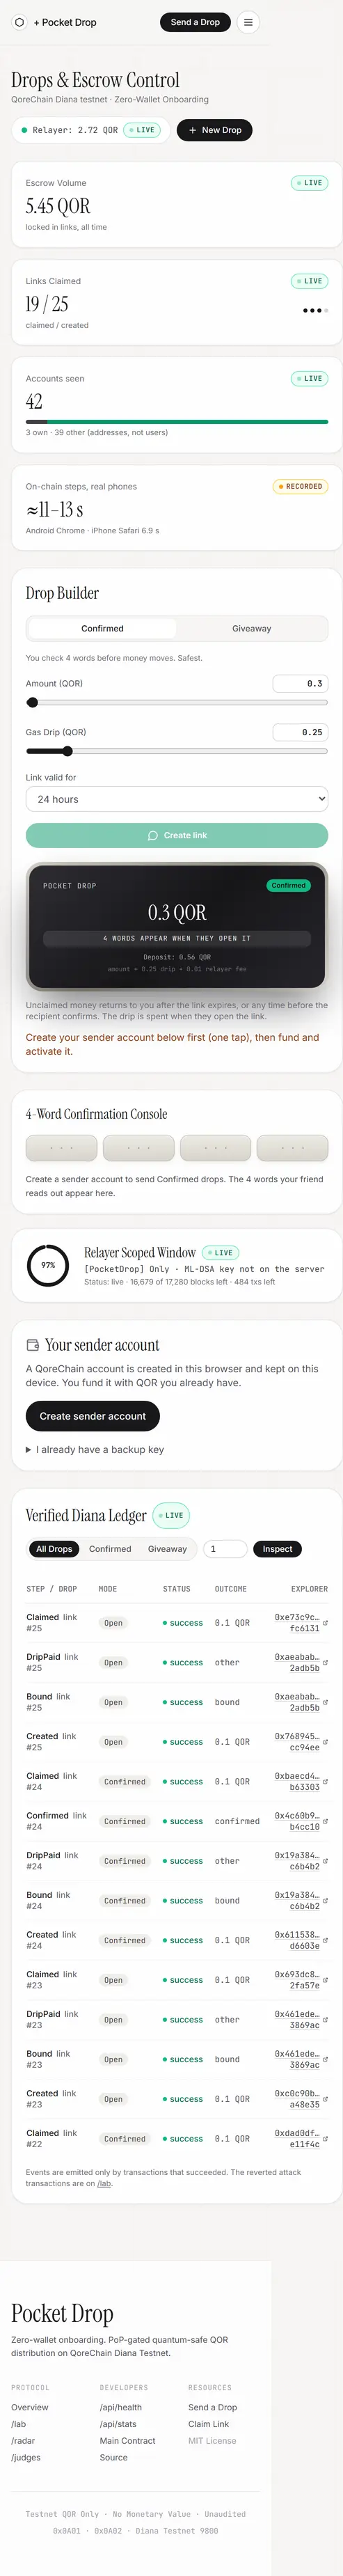 + Pocket Drop
Send a Drop
Drops & Escrow Control
QoreChain Diana testnet · Zero-Wallet Onboarding
Relayer: 2.72 QOR LIVE
+ New Drop
Escrow Volume
LIVE
5.45 QOR
locked in links, all time
Links Claimed
LIVE
19 / 25
claimed / created
Accounts seen
LIVE
42
3 own · 39 other (addresses, not users)
On-chain steps, real phones
RECORDED
≈11–13 s
Android Chrome · iPhone Safari 6.9 s
Drop Builder
Confirmed
Giveaway
You check 4 words before money moves. Safest.
Amount (QOR)
0.3
Gas Drip (QOR)
0.25
Link valid for
24 hours
Create link
POCKET DROP
Confirmed
0.3 QOR
4 WORDS APPEAR WHEN THEY OPEN IT
Deposit: 0.56 QOR
amount + 0.25 drip + 0.01 relayer fee
Unclaimed money returns to you after the link expires, or any time before the
recipient confirms. The drip is spent when they open the link.
Create your sender account below first (one tap), then fund and
activate it.
4-Word Confirmation Console
· · ·
· · ·
· · ·
· · ·
Create a sender account to send Confirmed drops. The 4 words your friend
reads out appear here.
97%
Relayer Scoped Window LIVE
[PocketDrop] Only · ML-DSA key not on the server
Status: live · 16,679 of 17,280 blocks left · 484 txs left
Your sender account
A QoreChain account is created in this browser and kept on this
device. You fund it with QOR you already have.
Create sender account
▶ I already have a backup key
Verified Diana Ledger LIVE
All Drops Confirmed Giveaway 1 Inspect
STEP / DROP MODE STATUS OUTCOME EXPLORER
Claimed link #25 Open success 0.1 QOR 0xe73c9c…fc6131
DripPaid link #25 Open success other 0xaebab…2adb5b
Bound link #25 Open success bound 0xaebab…2adb5b
Created link #25 Open success 0.1 QOR 0x768945…cc94ee
Claimed link #24 Confirmed success 0.1 QOR 0xbaecd4…b63303
Confirmed link #24 Confirmed success confirmed 0x4c60b9…b4cc10
DripPaid link #24 Confirmed success other 0x19a384…c6b4b2
Bound link #24 Confirmed success bound 0x19a384…c6b4b2
Created link #24 Confirmed success 0.1 QOR 0x611538…d6603e
Claimed link #23 Open success 0.1 QOR 0x693dc8…2fa57e
DripPaid link #23 Open success other 0x461ede…3869ac
Bound link #23 Open success bound 0x461ede…3869ac
Created link #23 Open success 0.1 QOR 0xc0c90b…a48e35
Claimed link #22 Confirmed success 0.1 QOR 0xdad0df…e11f4c
Events are emitted only by transactions that succeeded. The reverted attack
transactions are on /lab.
Pocket Drop
Zero-wallet onboarding. PoP-gated quantum-safe QOR
distribution on QoreChain Diana Testnet.
PROTOCOL DEVELOPERS RESOURCES
Overview /api/health Send a Drop
/lab /api/stats Claim Link
/radar Main Contract MIT License
/judges Source
Testnet QOR Only · No Monetary Value · Unaudited
0x0A01 · 0x0A02 · Diana Testnet 9800